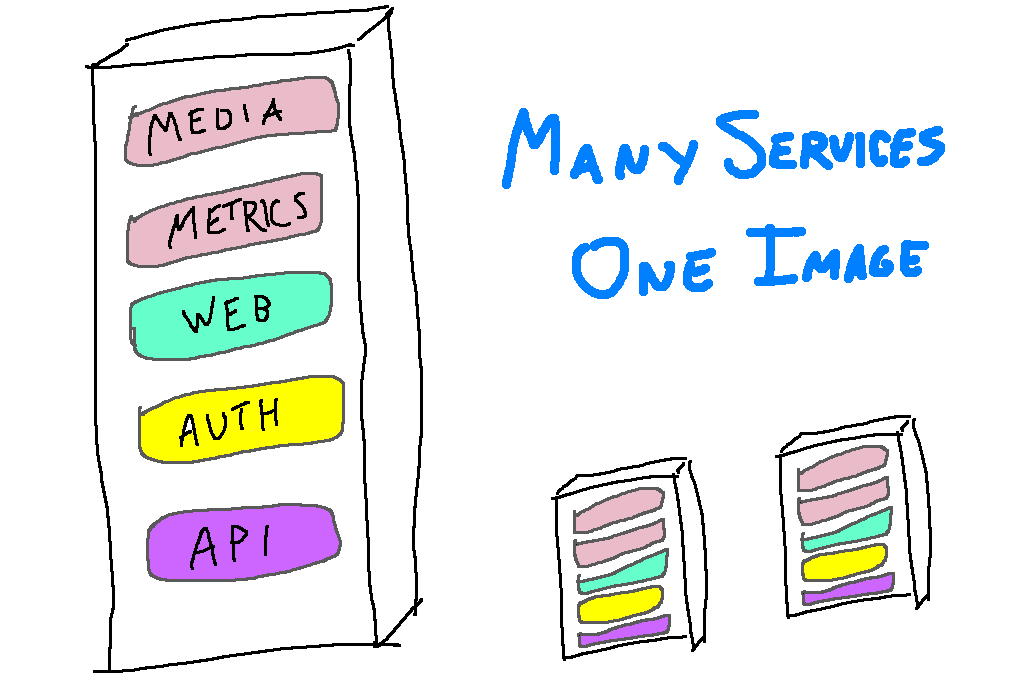 MEDIA
METRICS
WEB
AUTH
API
MANY SERVICES
ONE IMAGE